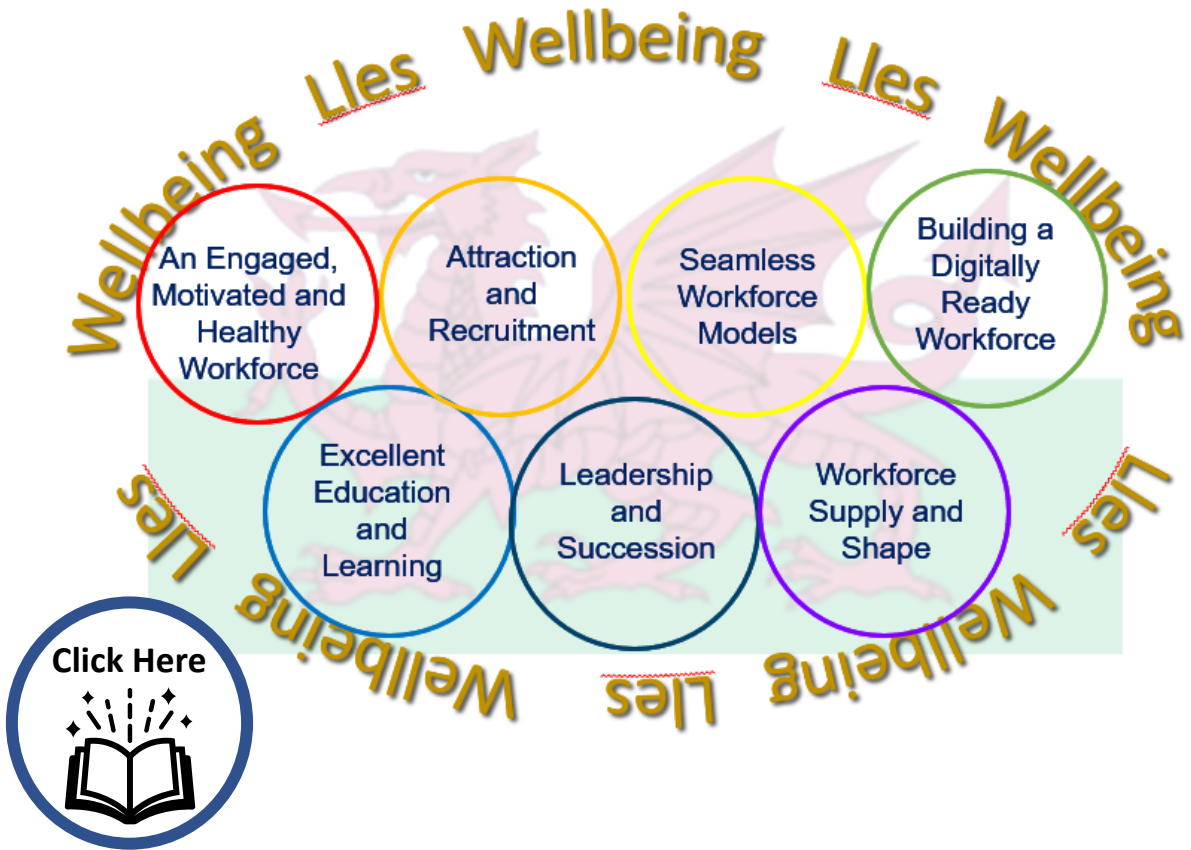 Wellbeing Lles Wellbeing Lles Wellbeing Lles Wellbeing Lles Wellbeing Lles
An Engaged,
Motivated and
Healthy
Workforce
Attraction
and
Recruitment
Seamless
Workforce
Models
Building a
Digitally
Ready
Workforce
Excellent
Education
and
Learning
Leadership
and
Succession
Workforce
Supply and
Shape
Click Here